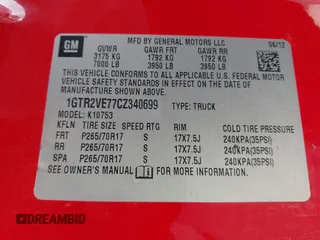 GM
MFD BY GENERAL MOTORS LLC
06/12
GVWR GAWR FRT GAWR RR
3175 KG 1792 KG 1792 KG
7000 LB 3950 LB 3950 LB
THIS VEHICLE CONFORMS TO ALL APPLICABLE U.S. FEDERAL MOTOR
VEHICLE SAFETY STANDARDS IN EFFECT ON THE DATE OF
MANUFACTURE SHOWN ABOVE.
1GTR2VE77CZ340699 TYPE: TRUCK
MODEL: K10753
KFLN TIRE SIZE SPEED RTG RIM COLD TIRE PRESSURE
FRT P265/70R17 S 17X7.5J 240KPA(35PSI)
RR P265/70R17 S 17X7.5J 240KPA(35PSI)
SPA P265/70R17 S 17X7.5J 240KPA(35PSI)
SEE OWNER'S MANUAL FOR ADDITIONAL INFORMATION.
DREAMBID